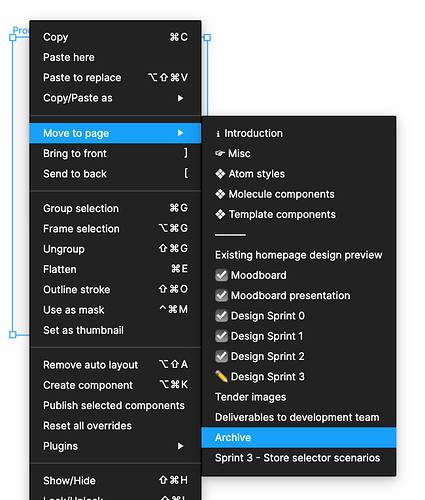 Copy ⌘C
Paste here
Paste to replace ⌥⇧⌘V
Copy/Paste as ▶
Move to page ▶
Bring to front ]
Send to back [
Group selection ⌘G
Frame selection ⌥⌘G
Ungroup ⇧⌘G
Flatten ⌘E
Outline stroke ⇧⌘O
Use as mask ^⌘M
Set as thumbnail
Remove auto layout ⌥⇧A
Create component ⌥⌘K
Publish selected components
Reset all overrides
Plugins ▶
Show/Hide ⇧⌘H
Lock/Unlock ⇧⌘L
ℹ Introduction
☞ Misc
❖ Atom styles
❖ Molecule components
❖ Template components
———
Existing homepage design preview
✅ Moodboard
✅ Moodboard presentation
✅ Design Sprint 0
✅ Design Sprint 1
✅ Design Sprint 2
✏️ Design Sprint 3
Tender images
Deliverables to development team
Archive
Sprint 3 - Store selector scenarios